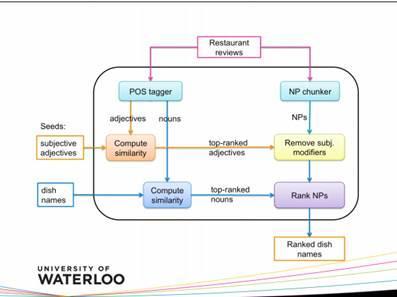 Restaurant
reviews
POS tagger
NP chunker
adjectives
nouns
NPs
Seeds:
subjective
adjectives
Compute
similarity
top-ranked
adjectives
Remove subj.
modifiers
dish
names
Compute
similarity
top-ranked
nouns
Rank NPs
Ranked dish
names
UNIVERSITY OF
WATERLOO